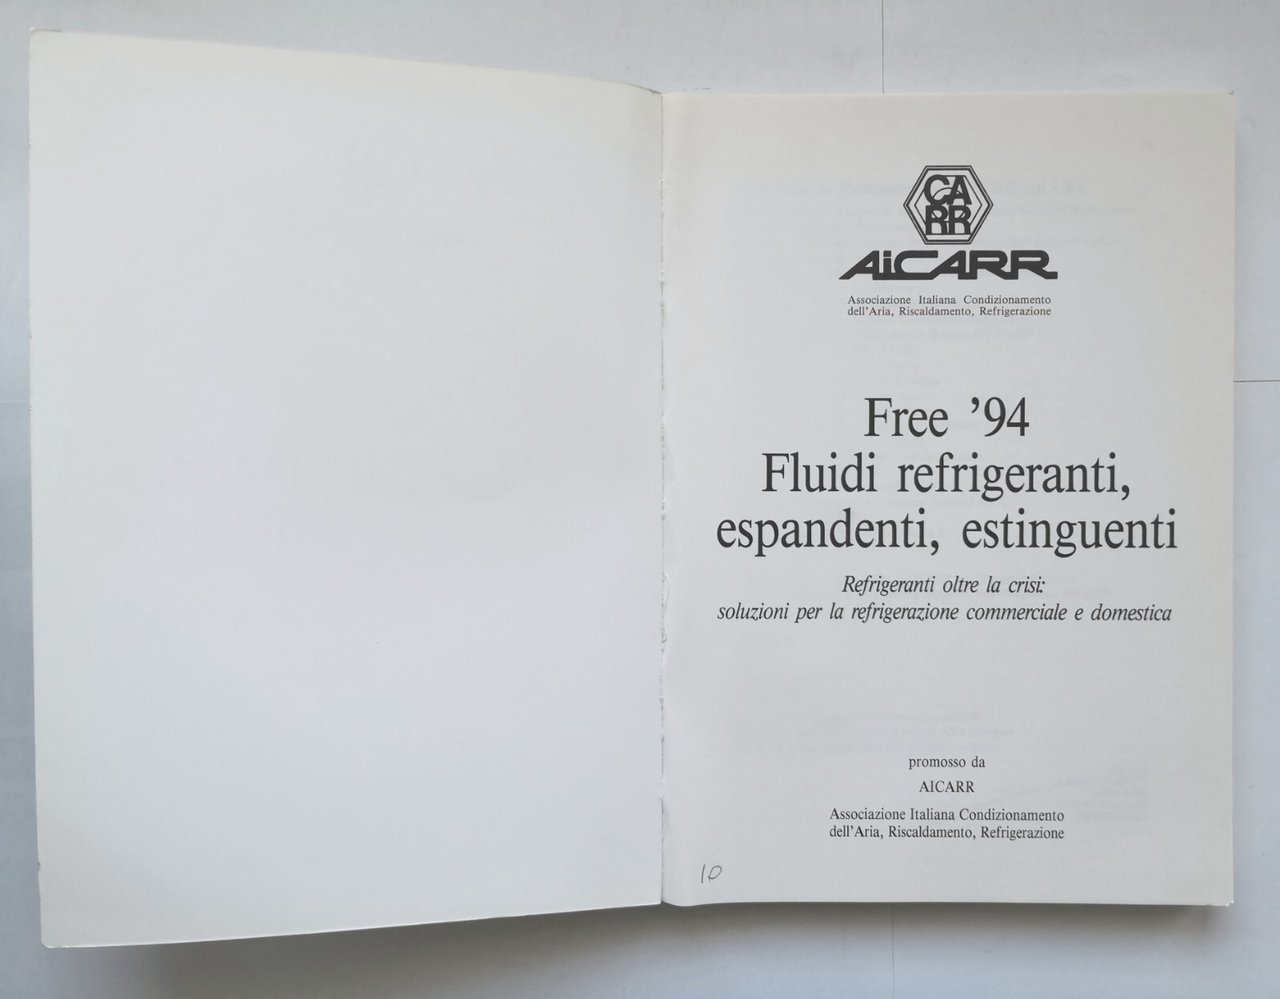 CA
RR
AiCARR
Associazione Italiana Condizionamento
dell'Aria, Riscaldamento, Refrigerazione
Free ’94
Fluidi refrigeranti,
espandenti, estinguenti
Refrigeranti oltre la crisi:
soluzioni per la refrigerazione commerciale e domestica
promosso da
AICARR
Associazione Italiana Condizionamento
dell'Aria, Riscaldamento, Refrigerazione
10